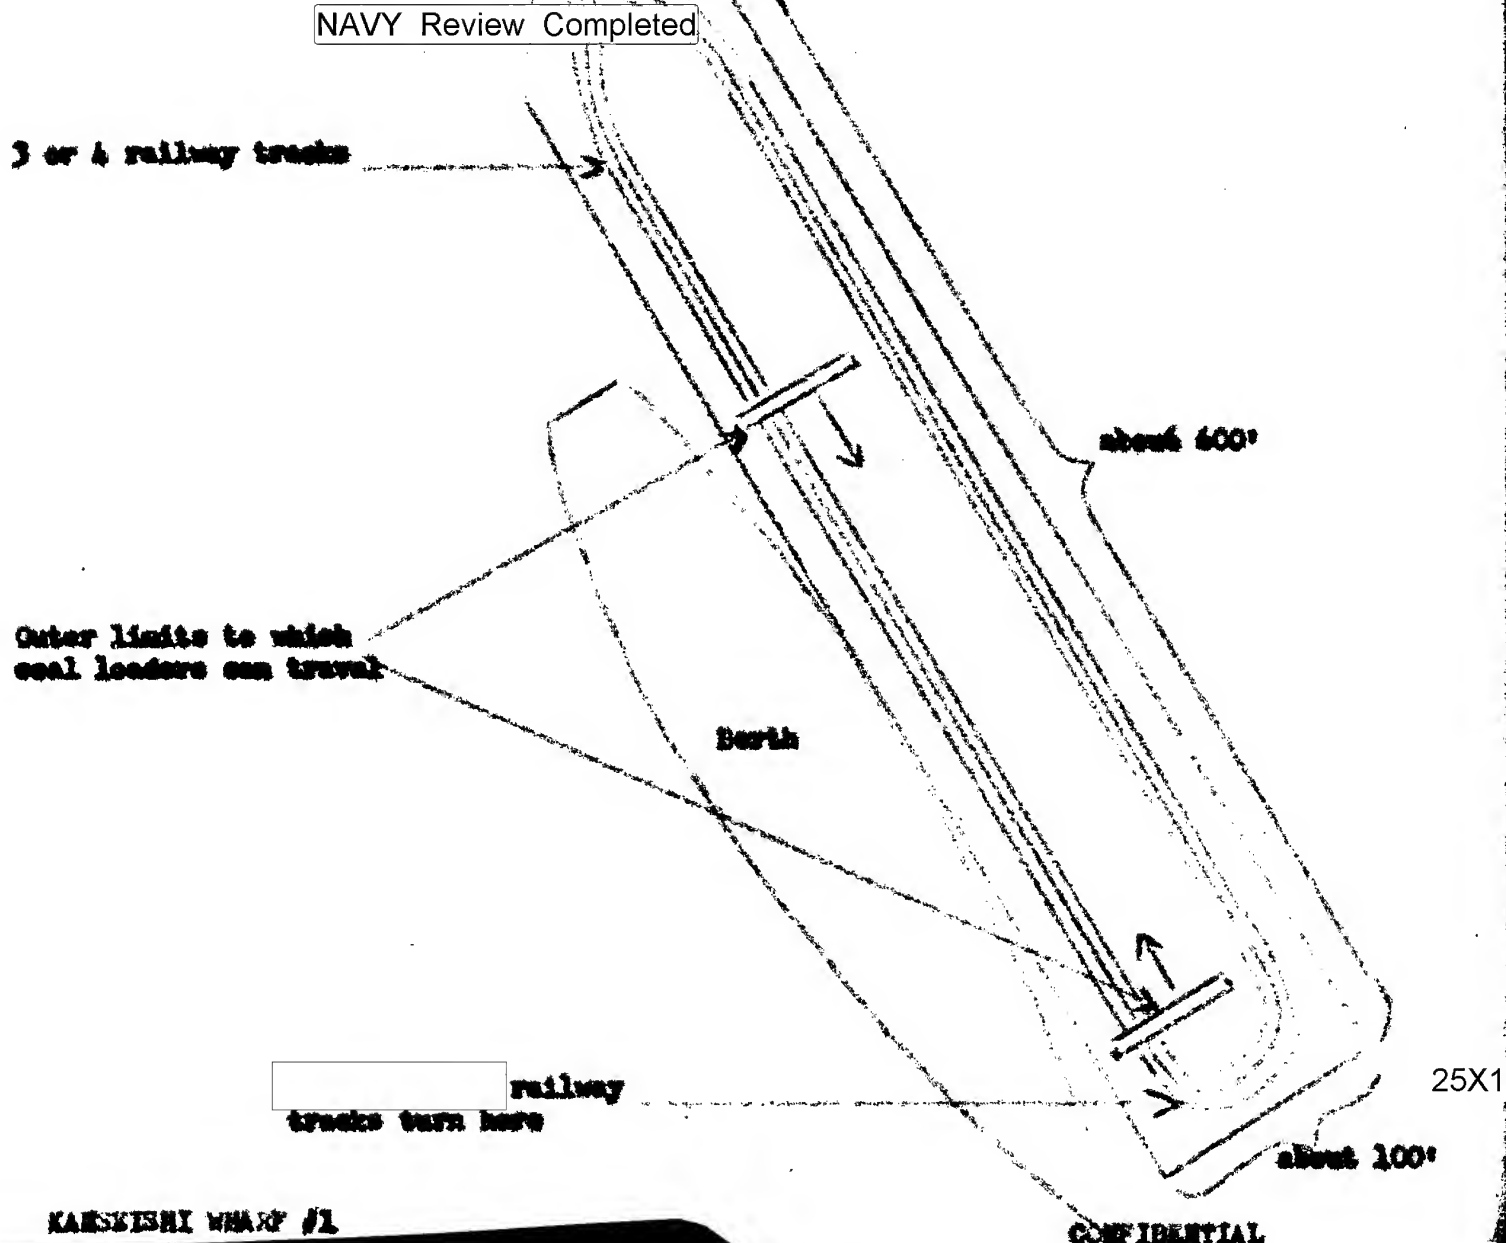 NAVY Review Completed
3 or 4 railway tracks
about 600'
Outer limits to which
coal loaders can travel
Berth
railway
tracks turn here
25X1
about 100'
WHARF #1
CONFIDENTIAL